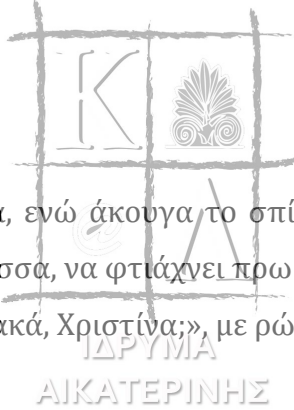 Κ
α, ενώ άκουγα το σπί
Λ
σσα, να φτιάχνει πρω
ακά, Χριστίνα;», με ρώ
ΙΔΡΥΜΑ
ΑΙΚΑΤΕΡΙΝΗΣ